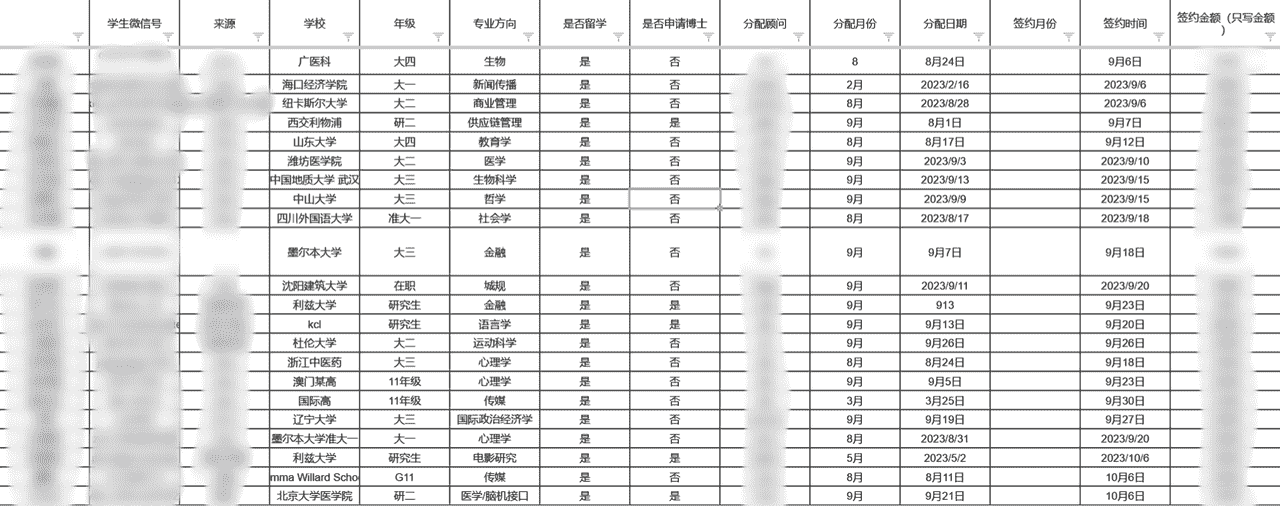 学生微信号 来源 学校 年级 专业方向 是否留学 是否申请博士 分配顾问 分配月份 分配日期 签约月份 签约时间 签约金额（只写金额）
广医科 大四 生物 是 否 8 8月24日 9月6日
海口经济学院 大一 新闻传播 是 否 2月 2023/2/16 2023/9/6
纽卡斯尔大学 大二 商业管理 是 否 8月 2023/8/28 2023/9/6
西交利物浦 研二 供应链管理 是 是 9月 8月1日 9月7日
山东大学 大四 教育学 是 否 8月 8月17日 9月12日
潍坊医学院 大二 医学 是 否 9月 2023/9/3 2023/9/10
中国地质大学 武汉 大三 生物科学 是 否 9月 2023/9/13 2023/9/15
中山大学 大三 哲学 是 否 9月 2023/9/9 2023/9/15
四川外国语大学 准大一 社会学 是 否 8月 2023/8/17 2023/9/18
墨尔本大学 大三 金融 是 否 9月 9月7日 9月18日
沈阳建筑大学 在职 城规 是 否 9月 2023/9/11 2023/9/20
利兹大学 研究生 金融 是 是 9月 913 9月23日
kcl 研究生 语言学 是 是 9月 9月13日 9月20日
杜伦大学 大二 运动科学 是 否 9月 9月26日 9月26日
浙江中医药 大三 心理学 是 否 8月 8月24日 9月18日
澳门某高 11年级 心理学 是 否 9月 9月5日 9月23日
国际高 11年级 传媒 是 否 3月 3月25日 9月30日
辽宁大学 大三 国际政治经济学 是 否 9月 9月19日 9月27日
墨尔本大学准大一 大一 心理学 是 否 8月 2023/8/31 2023/9/20
利兹大学 研究生 电影研究 是 是 5月 2023/5/2 2023/10/6
mma Willard Scho G11 传媒 是 否 8月 8月11日 10月6日
北京大学医学院 研二 医学/脑机接口 是 是 9月 9月21日 10月6日